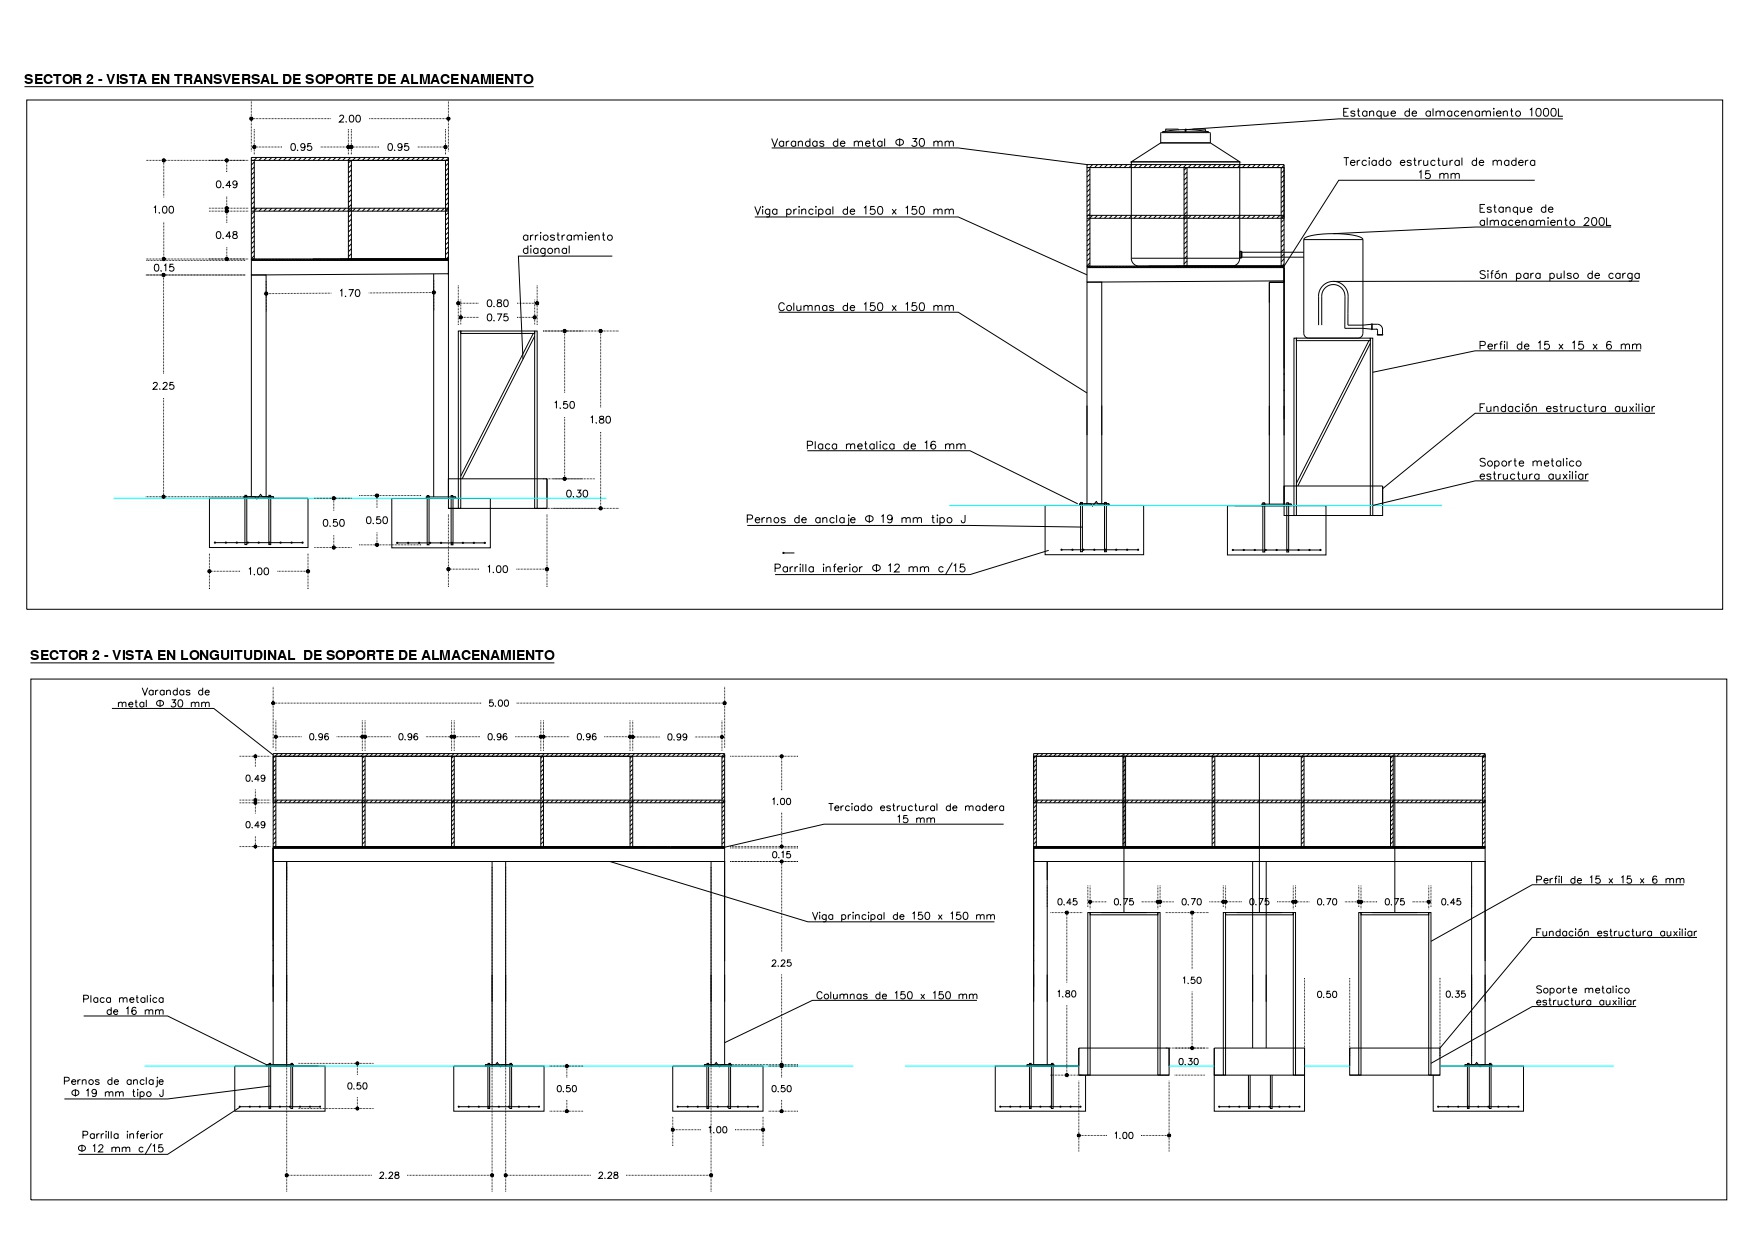 SECTOR 2 - VISTA EN TRANSVERSAL DE SOPORTE DE ALMACENAMIENTO
2.00
0.95
0.95
0.49
1.00
0.48
0.15
1.70
2.25
arriostramiento
diagonal
0.80
0.75
1.50
1.80
0.30
0.50
0.50
1.00
1.00
Varandas de metal Φ 30 mm
Viga principal de 150 x 150 mm
Columnas de 150 x 150 mm
Placa metalica de 16 mm
Pernos de anclaje Φ 19 mm tipo J
Parrilla inferior Φ 12 mm c/15
Estanque de almacenamiento 1000L
Terciado estructural de madera
15 mm
Estanque de
almacenamiento 200L
Sifón para pulso de carga
Perfil de 15 x 15 x 6 mm
Fundación estructura auxiliar
Soporte metalico
estructura auxiliar
SECTOR 2 - VISTA EN LONGUITUDINAL DE SOPORTE DE ALMACENAMIENTO
Varandas de
metal Φ 30 mm
5.00
0.96
0.96
0.96
0.96
0.99
0.49
0.49
1.00
0.15
2.25
Terciado estructural de madera
15 mm
Viga principal de 150 x 150 mm
Columnas de 150 x 150 mm
Placa metalica
de 16 mm
Pernos de anclaje
Φ 19 mm tipo J
Parrilla inferior
Φ 12 mm c/15
0.50
0.50
0.50
1.00
2.28
2.28
0.45
0.75
0.70
0.75
0.70
0.75
0.45
1.80
1.50
0.50
0.35
0.30
1.00
Perfil de 15 x 15 x 6 mm
Fundación estructura auxiliar
Soporte metalico
estructura auxiliar